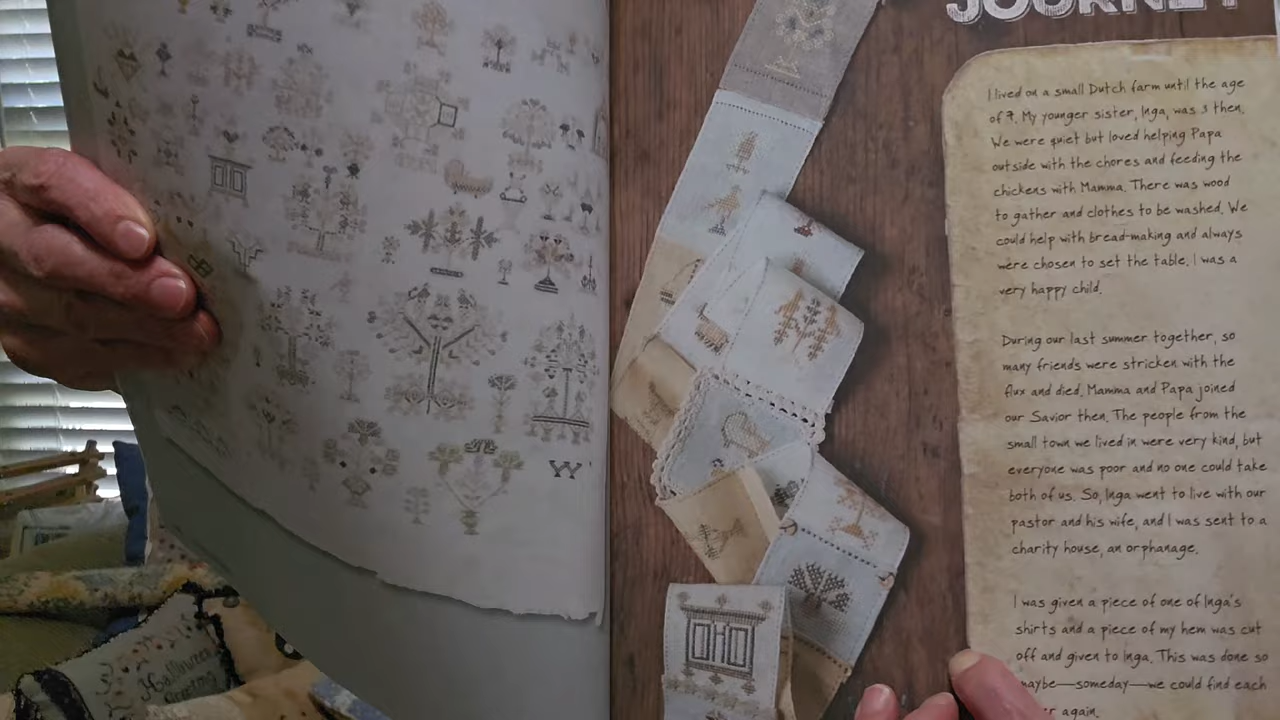 JOURNEY
I lived on a small Dutch farm until the age
of 7. My younger sister, Inga, was 3 then.
We were quiet but loved helping Papa
outside with the chores and feeding the
chickens with Mamma. There was wood
to gather and clothes to be washed. We
could help with bread-making and always
were chosen to set the table. I was a
very happy child.
During our last summer together, so
many friends were stricken with the
flux and died. Mamma and Papa joined
our Savior then. The people from the
small town we lived in were very kind, but
everyone was poor and no one could take
both of us. So, Inga went to live with our
pastor and his wife, and I was sent to a
charity house, an orphanage.
I was given a piece of one of Inga's
shirts and a piece of my hem was cut
off and given to Inga. This was done so
maybe—someday—we could find each
er again.
Halloween
Greetings